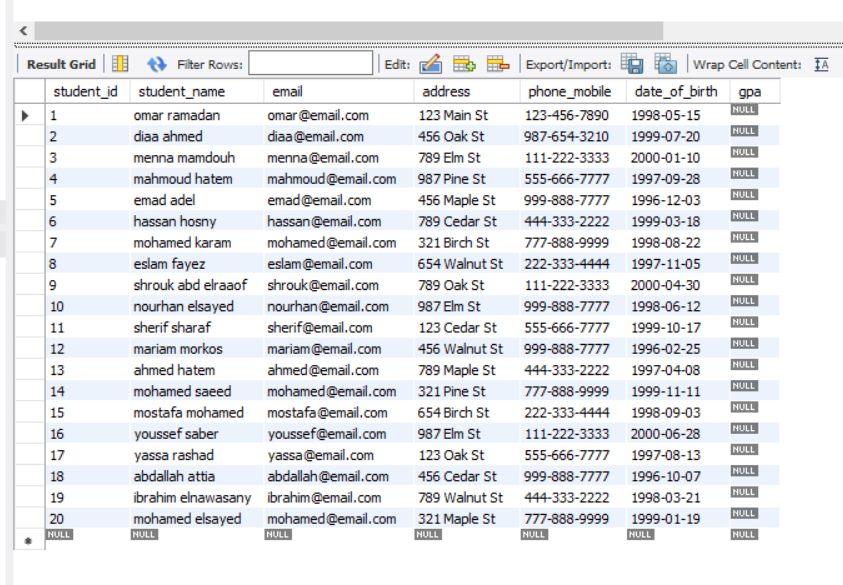 Result Grid Filter Rows: Edit: Export/Import: Wrap Cell Content: IA
student_id student_name email address phone_mobile date_of_birth gpa
1 omar ramadan omar@email.com 123 Main St 123-456-7890 1998-05-15 NULL
2 diaa ahmed diaa@email.com 456 Oak St 987-654-3210 1999-07-20 NULL
3 menna mamdouh menna@email.com 789 Elm St 111-222-3333 2000-01-10 NULL
4 mahmoud hatem mahmoud@email.com 987 Pine St 555-666-7777 1997-09-28 NULL
5 emad adel emad@email.com 456 Maple St 999-888-7777 1996-12-03 NULL
6 hassan hosny hassan@email.com 789 Cedar St 444-333-2222 1999-03-18 NULL
7 mohamed karam mohamed@email.com 321 Birch St 777-888-9999 1998-08-22 NULL
8 eslam fayez eslam@email.com 654 Walnut St 222-333-4444 1997-11-05 NULL
9 shrouk abd elraaof shrouk@email.com 789 Oak St 111-222-3333 2000-04-30 NULL
10 nourhan elsayed nourhan@email.com 987 Elm St 999-888-7777 1998-06-12 NULL
11 sherif sharaf sherif@email.com 123 Cedar St 555-666-7777 1999-10-17 NULL
12 mariam morkos mariam@email.com 456 Walnut St 999-888-7777 1996-02-25 NULL
13 ahmed hatem ahmed@email.com 789 Maple St 444-333-2222 1997-04-08 NULL
14 mohamed saeed mohamed@email.com 321 Pine St 777-888-9999 1999-11-11 NULL
15 mostafa mohamed mostafa@email.com 654 Birch St 222-333-4444 1998-09-03 NULL
16 youssef saber youssef@email.com 987 Elm St 111-222-3333 2000-06-28 NULL
17 yassa rashad yassa@email.com 123 Oak St 555-666-7777 1997-08-13 NULL
18 abdallah attia abdallah@email.com 456 Cedar St 999-888-7777 1996-10-07 NULL
19 ibrahim elnawasany ibrahim@email.com 789 Walnut St 444-333-2222 1998-03-21 NULL
20 mohamed elsayed mohamed@email.com 321 Maple St 777-888-9999 1999-01-19 NULL
NULL NULL NULL NULL NULL NULL NULL